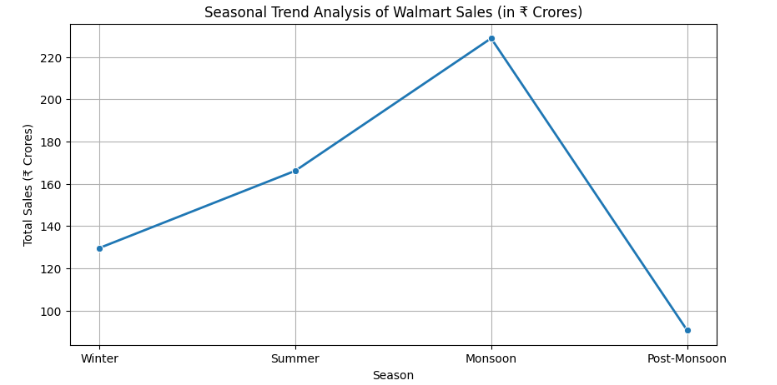 Seasonal Trend Analysis of Walmart Sales (in ₹ Crores)
Total Sales (₹ Crores)
220
200
180
160
140
120
100
Winter
Summer
Monsoon
Post-Monsoon
Season